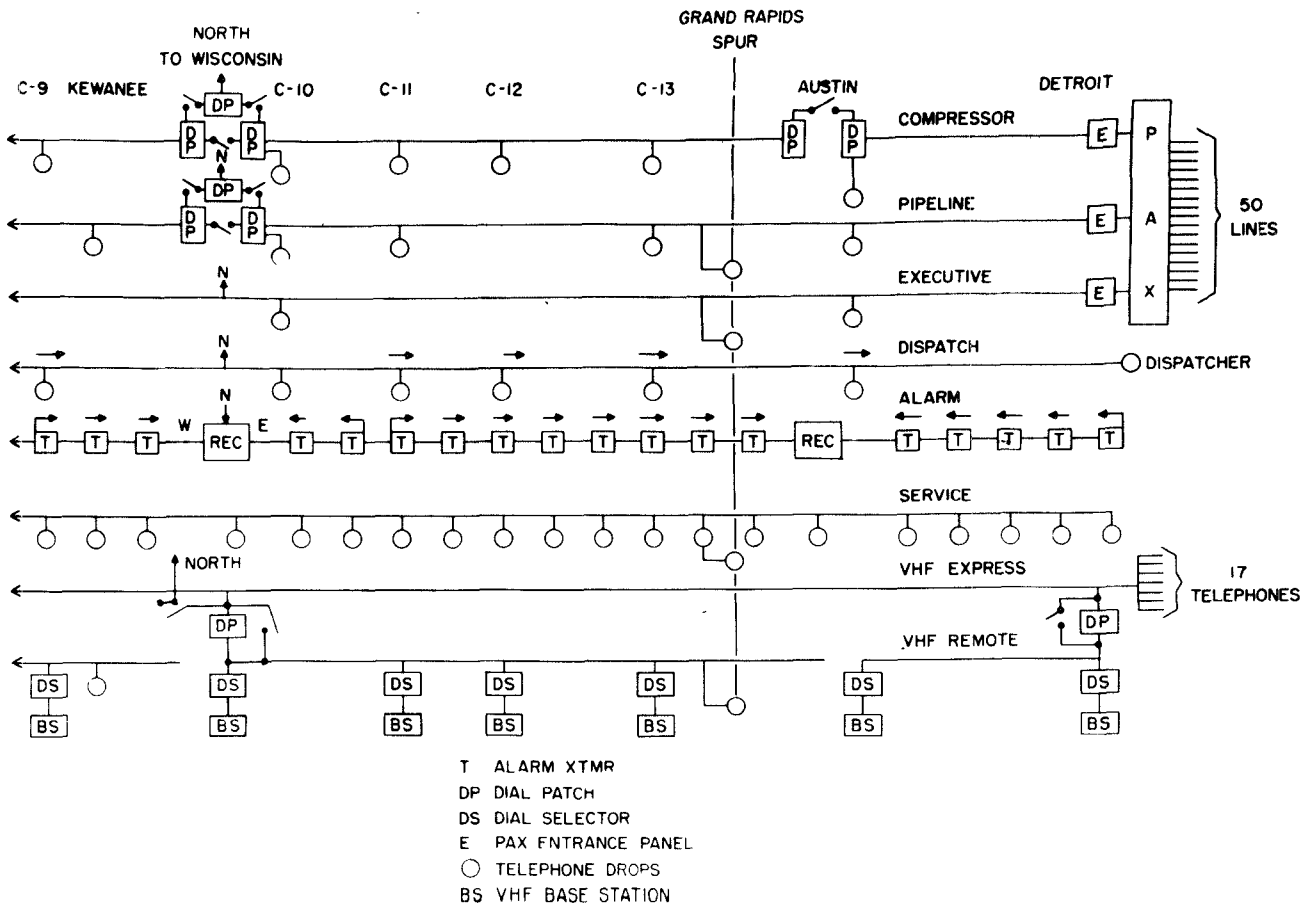 GRAND RAPIDS
SPUR
NORTH
TO WISCONSIN
C-9 KEWANEE C-10 C-11 C-12 C-13 AUSTIN DETROIT
DP
COMPRESSOR
DP DP DP DP E P
N
DP
PIPELINE
DP DP E A
50
LINES
N
EXECUTIVE
E X
N
DISPATCH
DISPATCHER
N
ALARM
W E
T T T REC T T T T T T T T T REC T T T T T
SERVICE
NORTH
VHF EXPRESS
17
TELEPHONES
DP DP
VHF REMOTE
DS DS DS DS DS DS DS
BS BS BS BS BS BS BS
T ALARM XTMR
DP DIAL PATCH
DS DIAL SELECTOR
E PAX ENTRANCE PANEL
TELEPHONE DROPS
BS VHF BASE STATION